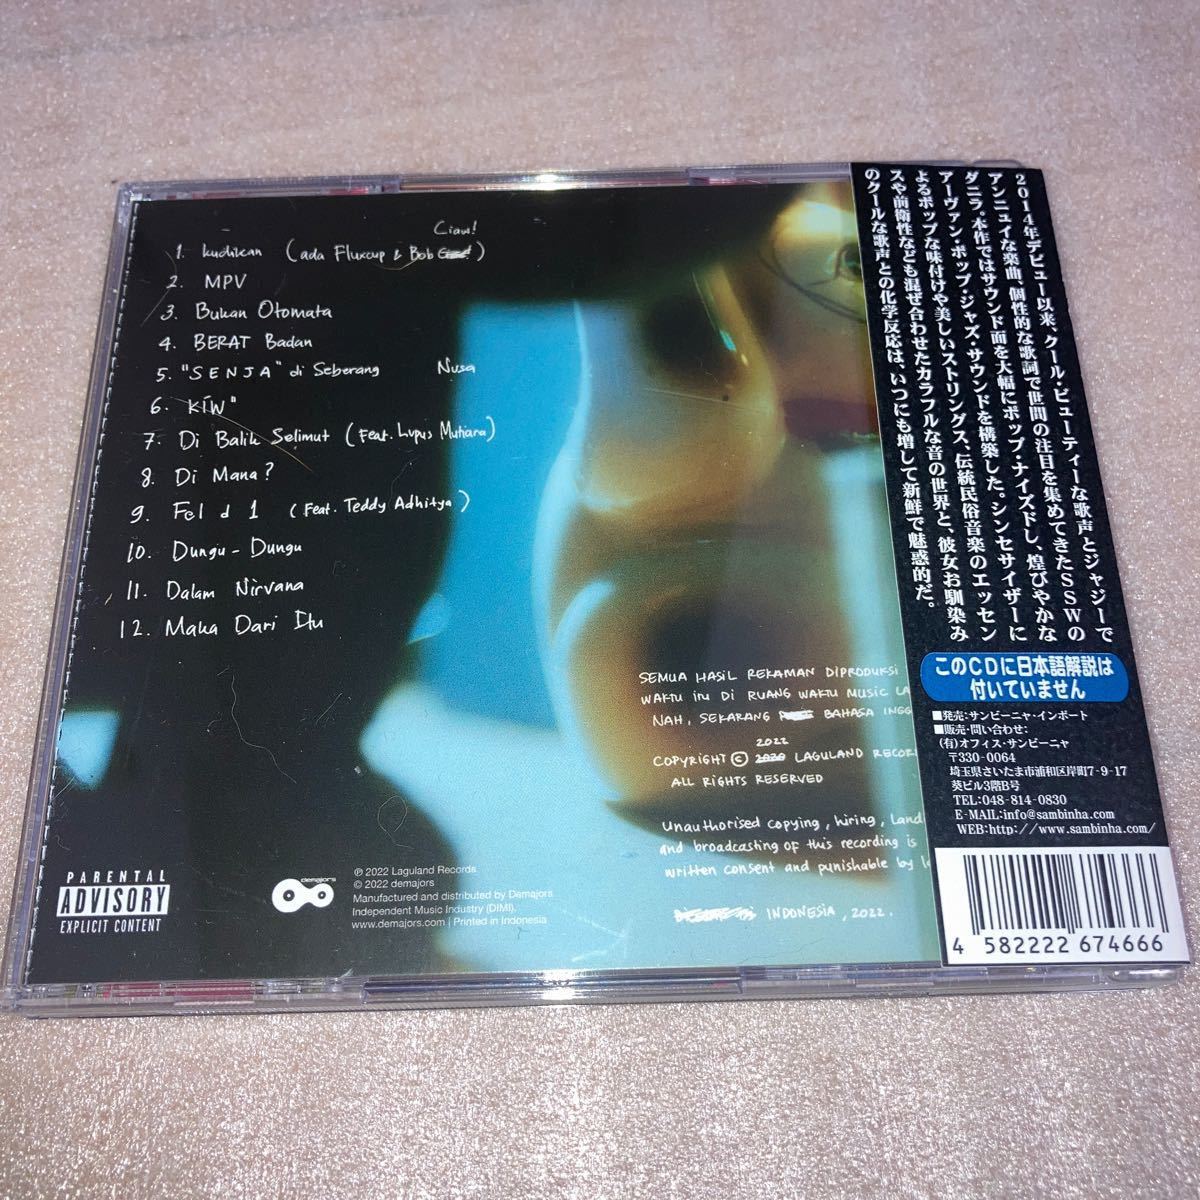 Ciaw!
1. kudikan (ada Fluxcup & Bob)
2. MPV
3. Bukan Otomata
4. BERAT Badan
5. "SENJA" di Seberang Nusa
6. KIW"
7. Di Balik Selimut (Feat. Lupus Mutiara)
8. Di Mana?
9. Fel d 1 (Feat. Teddy Adhitya)
10. Dungu - Dungu
11. Dalam Nirvana
12. Maka Dari Itu
SEMUA HASIL REKAMAN DIPRODUKSI
WAKTU ITU DI RUANG WAKTU MUSIC LA
NAH, SEKARANG BAHASA INGG
2022
COPYRIGHT © 2020 LAGULAND RECOR
ALL RIGHTS RESERVED
Unauthorised copying, hiring, Land
and broadcasting of this recording is
written consent and punishable by l
INDONESIA, 2022.
PARENTAL
ADVISORY
EXPLICIT CONTENT
demajors
℗ 2022 Laguland Records
© 2022 demajors
Manufactured and distributed by Demajors
Independent Music Industry (DIMI).
www.demajors.com | Printed in Indonesia
2014年デビュー以来、クール・ビューティーな歌声とジャジーで
アンニュイな楽曲、個性的な歌詞で世間の注目を集めてきたSSWの
ダニラ。本作ではサウンド面を大幅にポップ・ナイズドし、煌びやかな
アーヴァン・ポップ・ジャズ・サウンドを構築した。シンセサイザーに
よるポップな味付けや美しいストリングス、伝統民俗音楽のエッセン
スや前衛性なども混ぜ合わせたカラフルな音の世界と、彼女お馴染み
のクールな歌声との化学反応は、いつにも増して新鮮で魅惑的だ。
このCDに日本語解説は
付いていません
■発売:サンビーニャ・インポート
■販売・問い合わせ:
(有)オフィス・サンビーニャ
〒330-0064
埼玉県さいたま市浦和区岸町7-9-17
葵ビル3階B号
TEL:048-814-0830
E-MAIL:info@sambinha.com
WEB:http://www.sambinha.com/
4 582222 674666